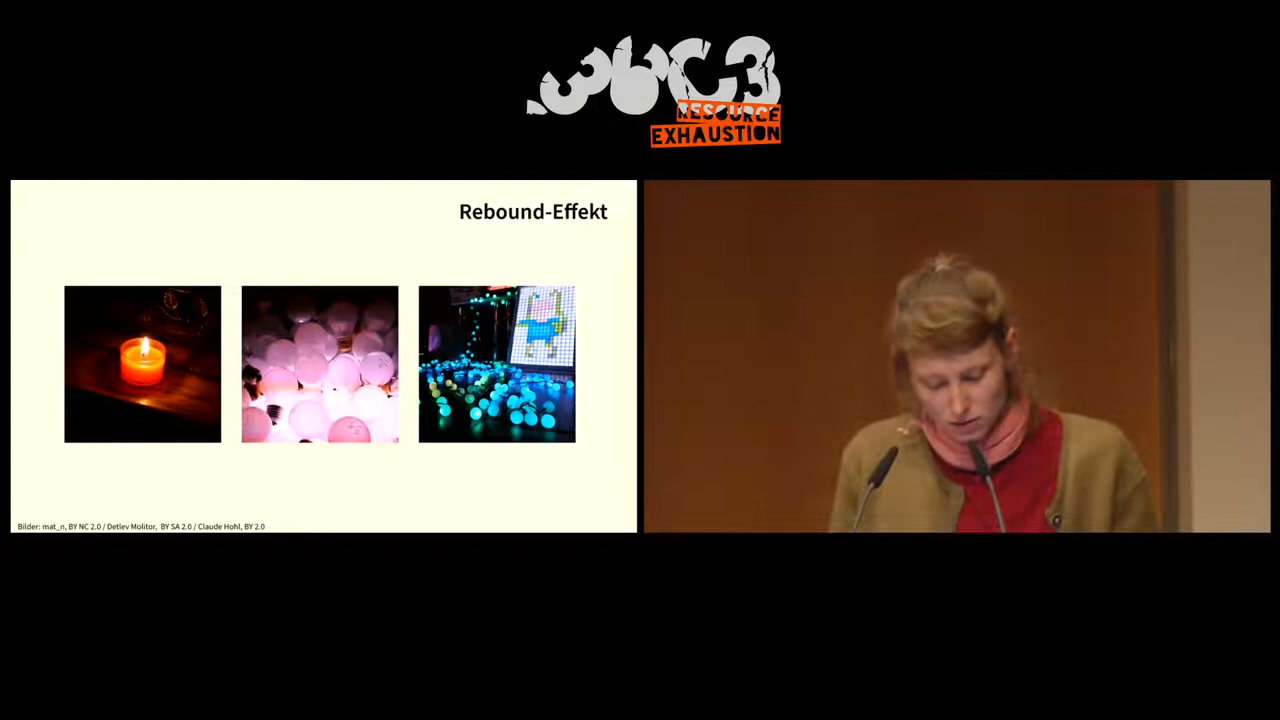 36C3
RESOURCE
EXHAUSTION
Rebound-Effekt
Bilder: mat_n, BY NC 2.0 / Detlev Molitor, BY SA 2.0 / Claude Hohl, BY 2.0